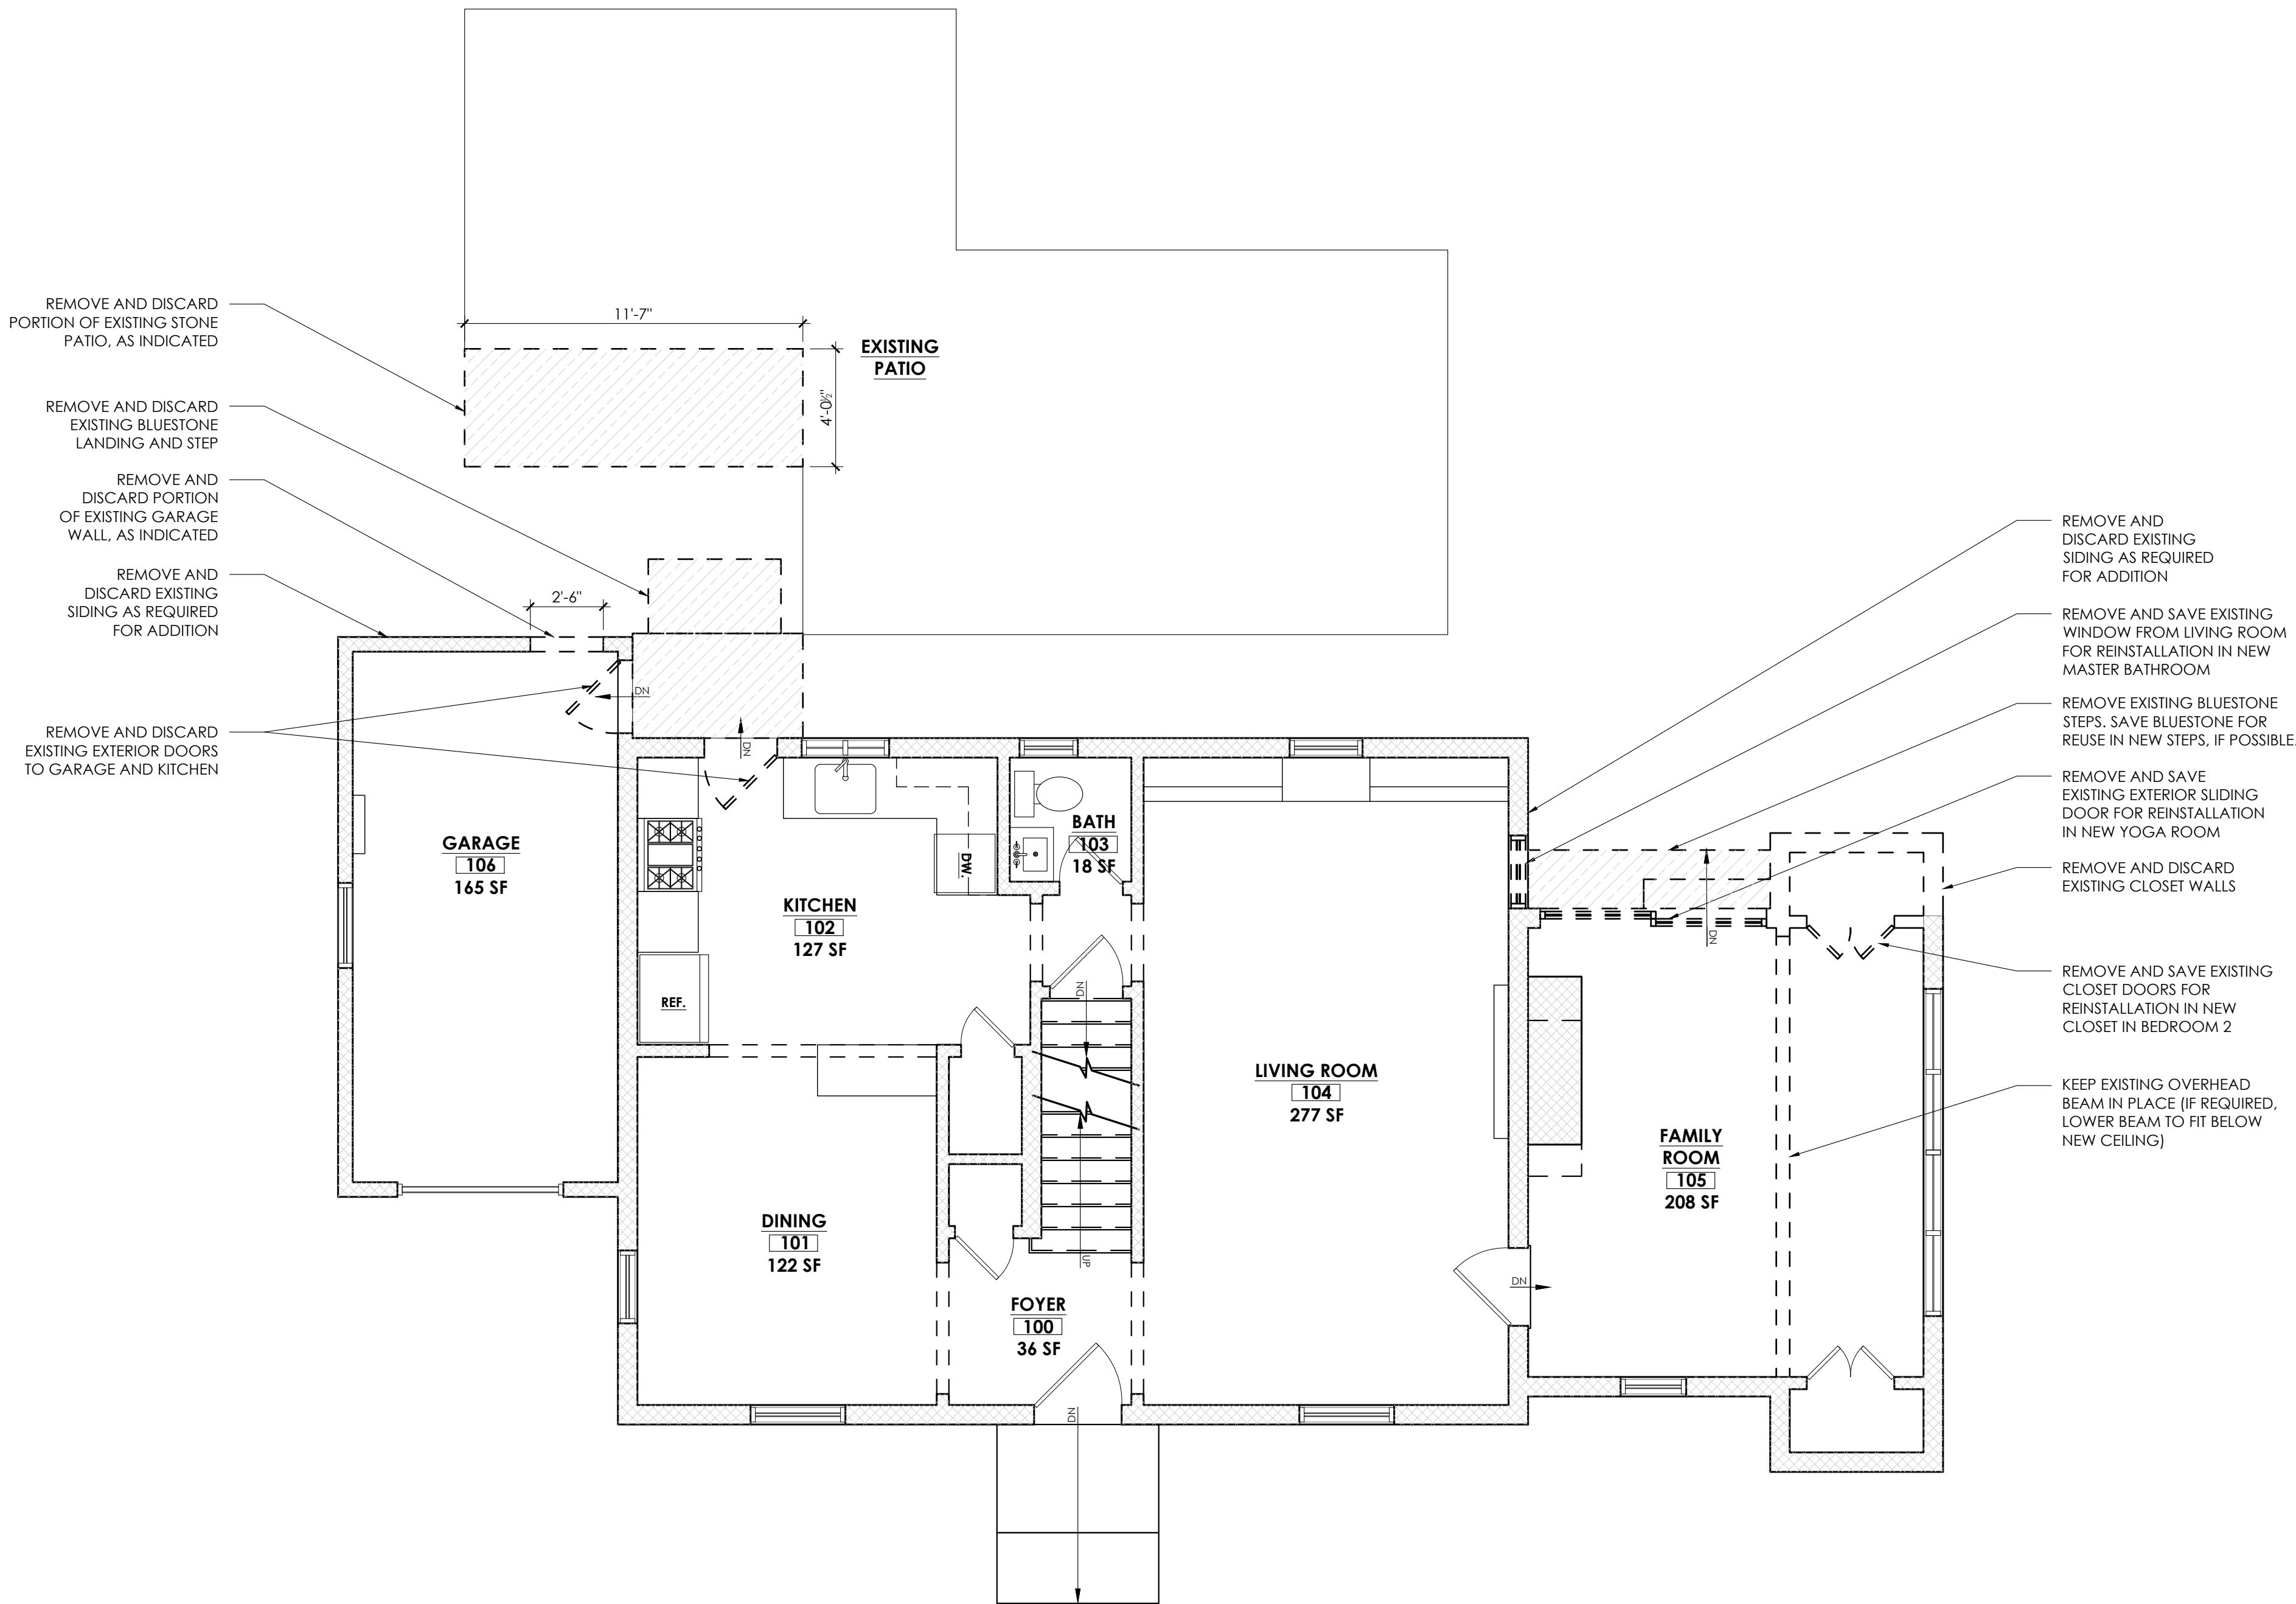 REMOVE AND DISCARD
PORTION OF EXISTING STONE
PATIO, AS INDICATED
REMOVE AND DISCARD
EXISTING BLUESTONE
LANDING AND STEP
REMOVE AND
DISCARD PORTION
OF EXISTING GARAGE
WALL, AS INDICATED
REMOVE AND
DISCARD EXISTING
SIDING AS REQUIRED
FOR ADDITION
REMOVE AND DISCARD
EXISTING EXTERIOR DOORS
TO GARAGE AND KITCHEN
11'-7"
4'-0½"
EXISTING
PATIO
2'-6"
DN
DN
GARAGE
106
165 SF
KITCHEN
102
127 SF
DW.
REF.
BATH
103
18 SF
DN
UP
DINING
101
122 SF
FOYER
100
36 SF
DN
LIVING ROOM
104
277 SF
DN
DN
FAMILY
ROOM
105
208 SF
REMOVE AND
DISCARD EXISTING
SIDING AS REQUIRED
FOR ADDITION
REMOVE AND SAVE EXISTING
WINDOW FROM LIVING ROOM
FOR REINSTALLATION IN NEW
MASTER BATHROOM
REMOVE EXISTING BLUESTONE
STEPS. SAVE BLUESTONE FOR
REUSE IN NEW STEPS, IF POSSIBLE.
REMOVE AND SAVE
EXISTING EXTERIOR SLIDING
DOOR FOR REINSTALLATION
IN NEW YOGA ROOM
REMOVE AND DISCARD
EXISTING CLOSET WALLS
REMOVE AND SAVE EXISTING
CLOSET DOORS FOR
REINSTALLATION IN NEW
CLOSET IN BEDROOM 2
KEEP EXISTING OVERHEAD
BEAM IN PLACE (IF REQUIRED,
LOWER BEAM TO FIT BELOW
NEW CEILING)